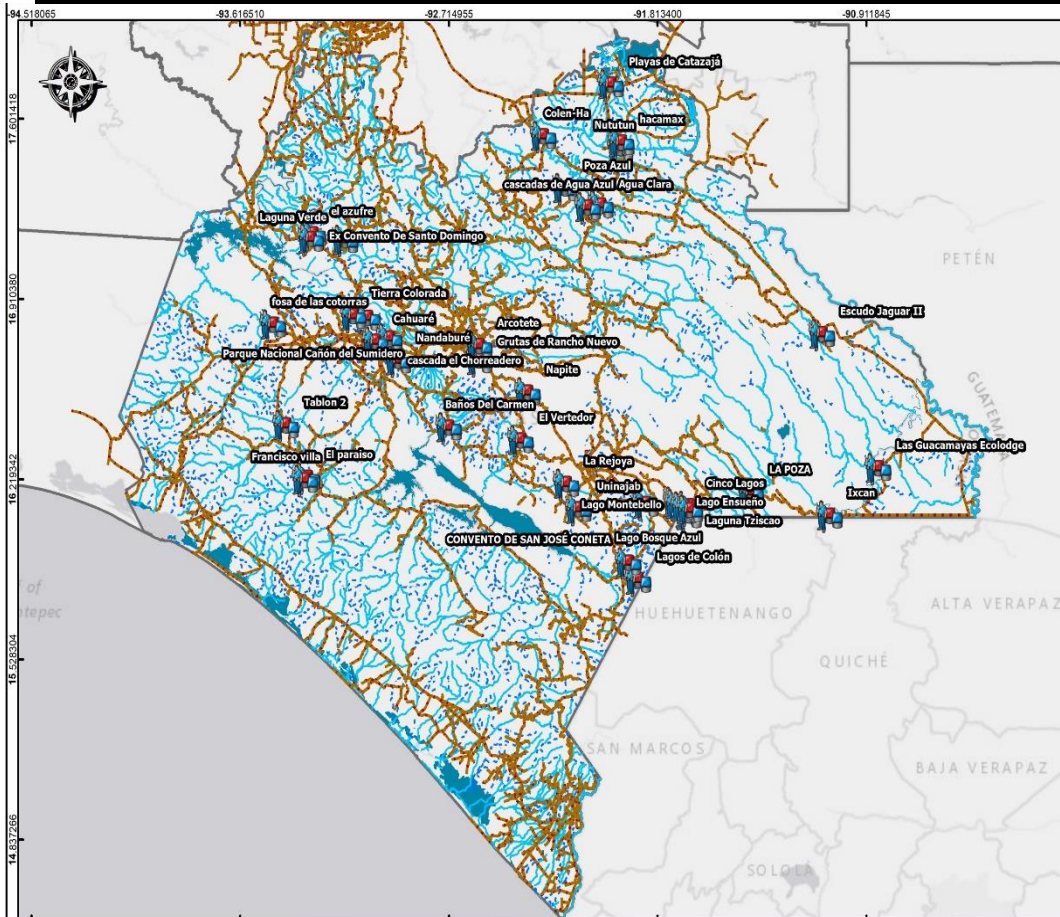 -94.518065
-93.616510
-92.714955
-91.813400
-90.911845
17.601418
16.910380
16.219342
15.528304
14.837266
Playas de Catazajá
Colen-Ha
hacamax
Nututun
Poza Azul
cascadas de Agua Azul
Agua Clara
Laguna Verde
el azufre
Ex Convento De Santo Domingo
PETÉN
Tierra Colorada
fosa de las cotorras
Cahuaré
Arcotete
Escudo Jaguar II
Nandaburé
Grutas de Rancho Nuevo
Parque Nacional Cañón del Sumidero
cascada el Chorreadero
Napite
Tablon 2
Baños Del Carmen
El Vertedor
Las Guacamayas Ecolodge
Francisco villa
El paraiso
La Rejoya
LA POZA
Uninajab
Cinco Lagos
Ixcan
Lago Montebello
Lago Ensueño
Laguna Tziscao
CONVENTO DE SAN JOSÉ CONETA
Lago Bosque Azul
Lagos de Colón
of
HUEHUETENANGO
ALTA VERAPAZ
QUICHÉ
SAN MARCOS
BAJA VERAPAZ
SOLOLÁ